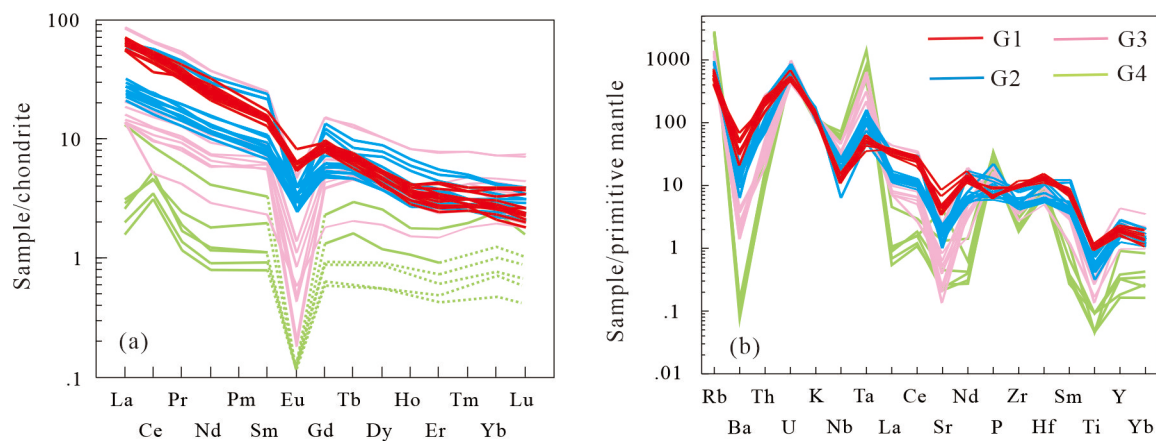 Sample/chondrite
100
10
1
.1
(a)
La Pr Pm Eu Tb Ho Tm Lu
Ce Nd Sm Gd Dy Er Yb
Sample/primitive mantle
1000
100
10
1
.1
.01
G1 G3
G2 G4
(b)
Rb Th K Ta Ce Nd Zr Sm Y
Ba U Nb La Sr P Hf Ti Yb